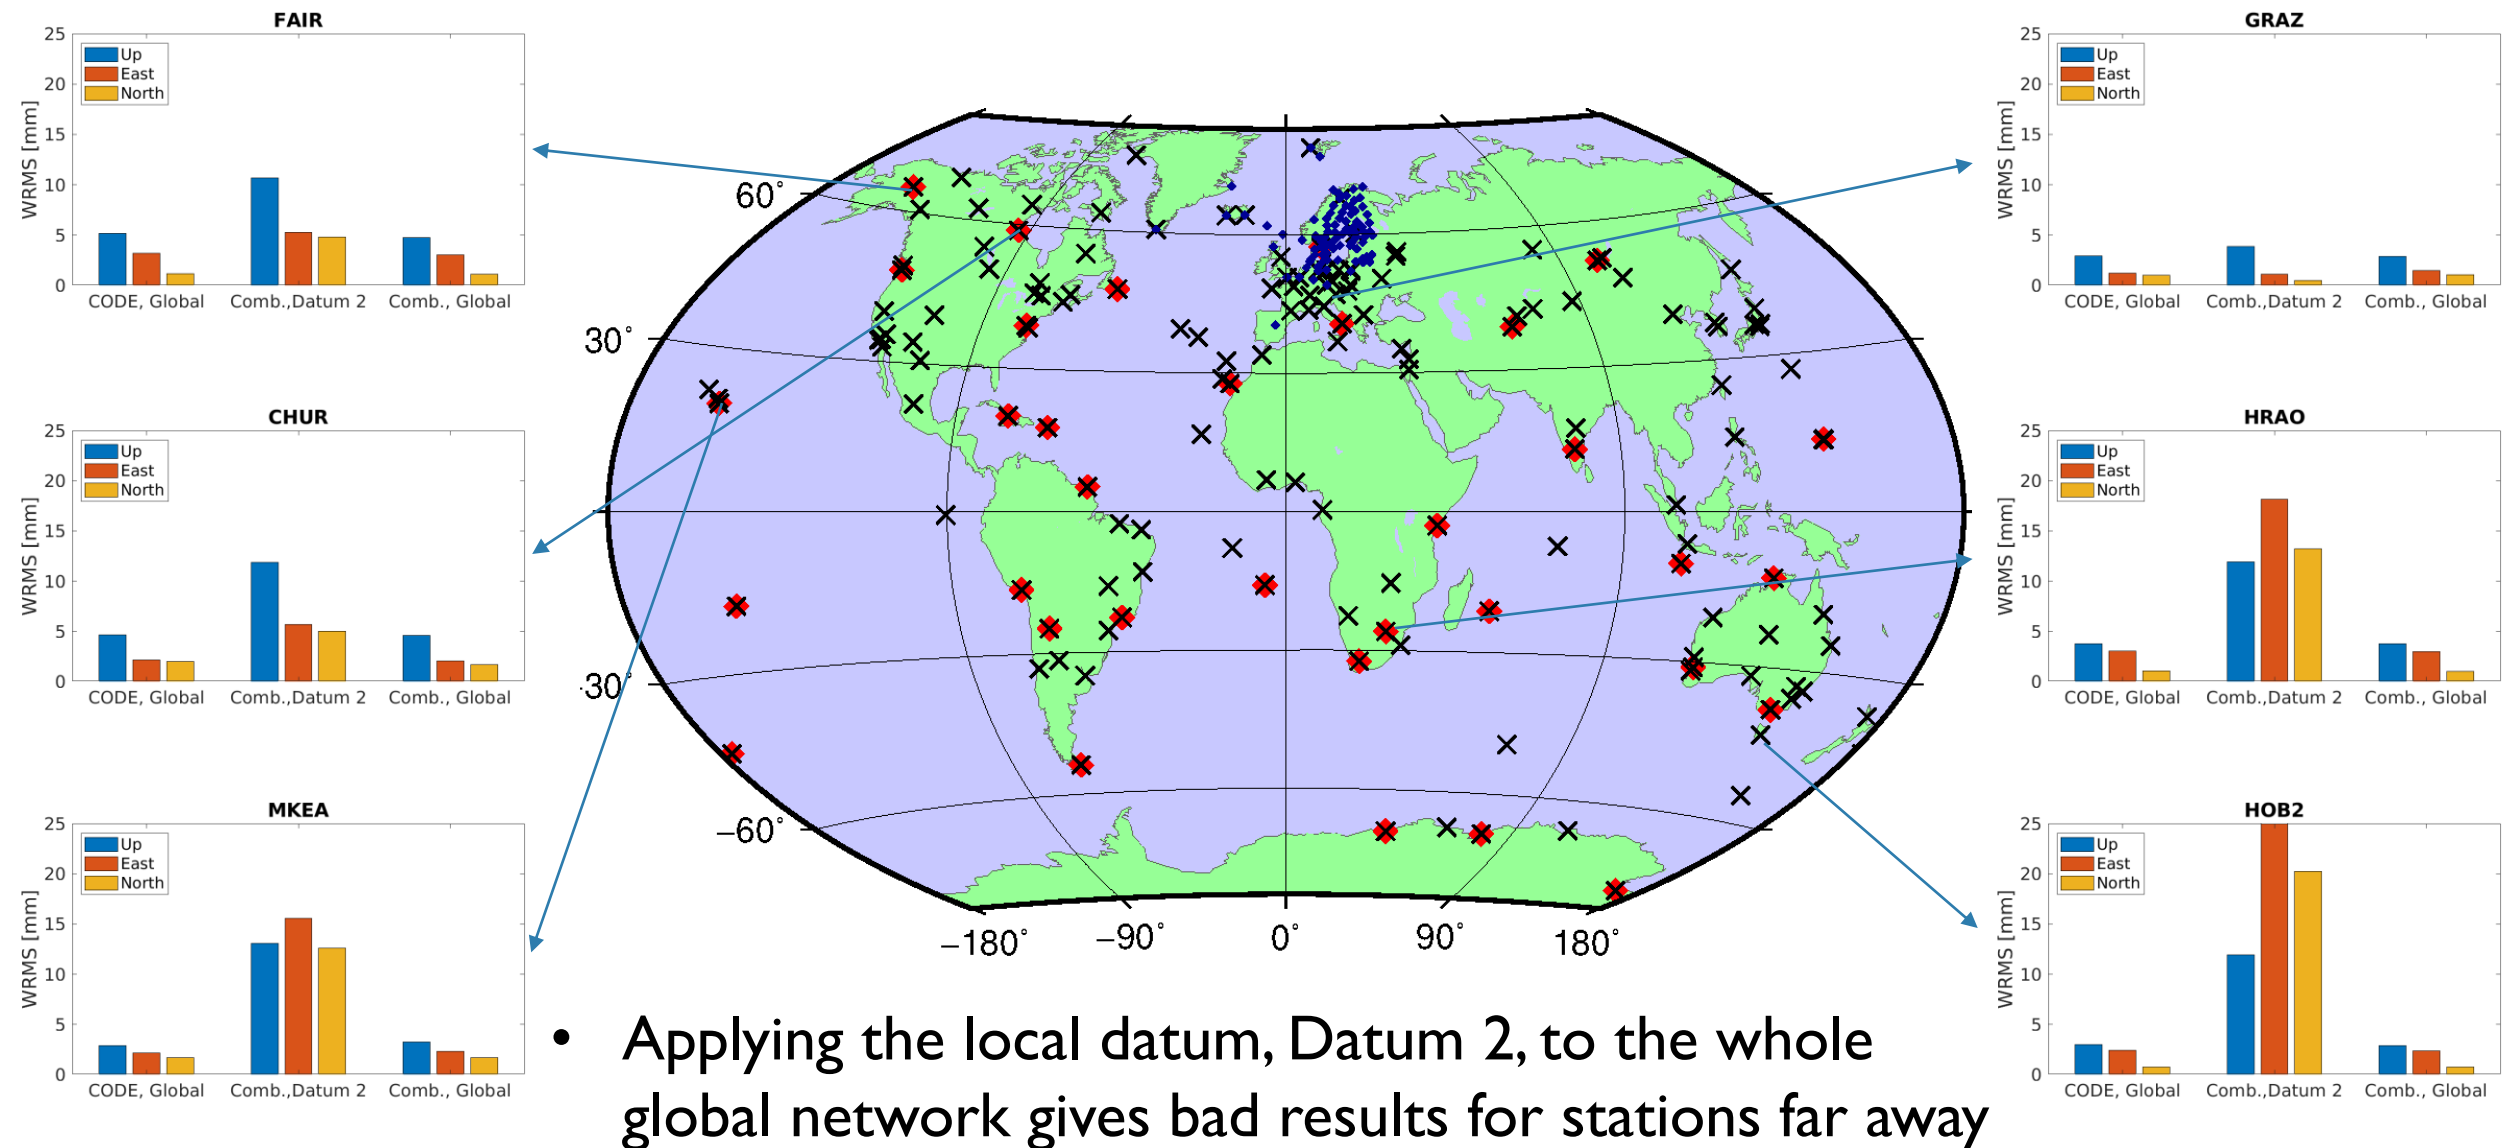 FAIR
25
20
15
10
5
0
WRMS [mm]
Up
East
North
CODE, Global
Comb.,Datum 2
Comb., Global
CHUR
25
20
15
10
5
0
WRMS [mm]
Up
East
North
CODE, Global
Comb.,Datum 2
Comb., Global
MKEA
25
20
15
10
5
0
WRMS [mm]
Up
East
North
CODE, Global
Comb.,Datum 2
Comb., Global
60°
30°
30°
−60°
−180°
−90°
0°
90°
180°
GRAZ
25
20
15
10
5
0
WRMS [mm]
Up
East
North
CODE, Global
Comb.,Datum 2
Comb., Global
HRAO
25
20
15
10
5
0
WRMS [mm]
Up
East
North
CODE, Global
Comb.,Datum 2
Comb., Global
HOB2
25
20
15
10
5
0
WRMS [mm]
Up
East
North
CODE, Global
Comb.,Datum 2
Comb., Global
• Applying the local datum, Datum 2, to the whole
global network gives bad results for stations far away